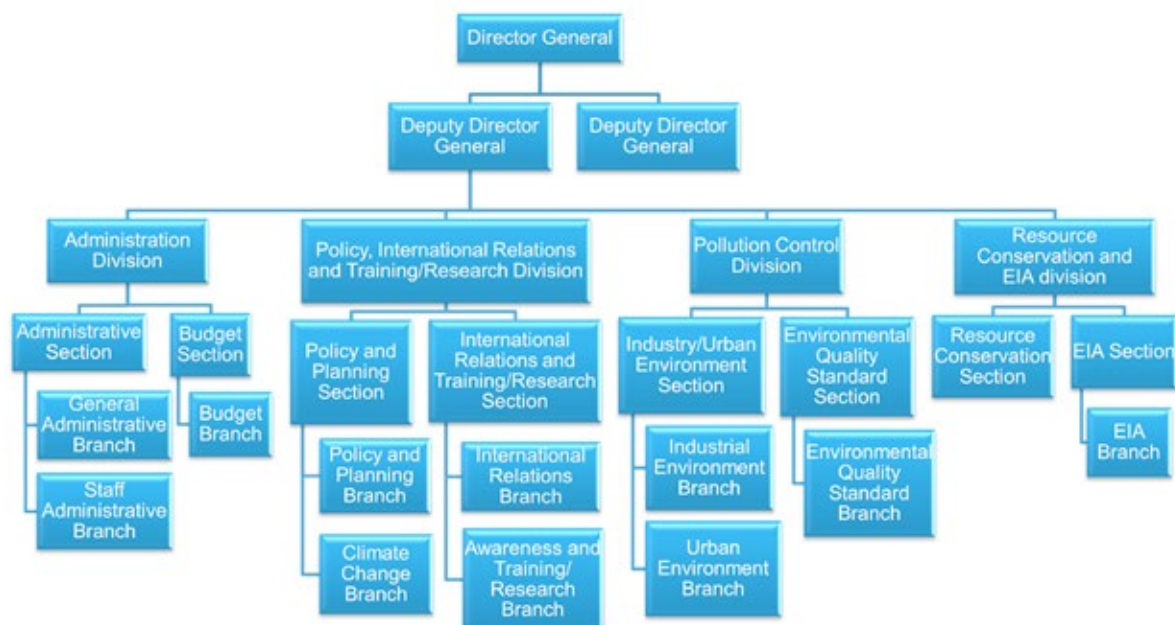 Director General
Deputy Director
General
Deputy Director
General
Administration
Division
Policy, International Relations
and Training/Research Division
Pollution Control
Division
Resource
Conservation and
EIA division
Administrative
Section
Budget
Section
Policy and
Planning
Section
International
Relations and
Training/Research
Section
Industry/Urban
Environment
Section
Environmental
Quality
Standard
Section
Resource
Conservation
Section
EIA Section
General
Administrative
Branch
Budget
Branch
Policy and
Planning
Branch
International
Relations
Branch
Industrial
Environment
Branch
Environmental
Quality
Standard
Branch
EIA
Branch
Staff
Administrative
Branch
Climate
Change
Branch
Awareness and
Training/
Research
Branch
Urban
Environment
Branch